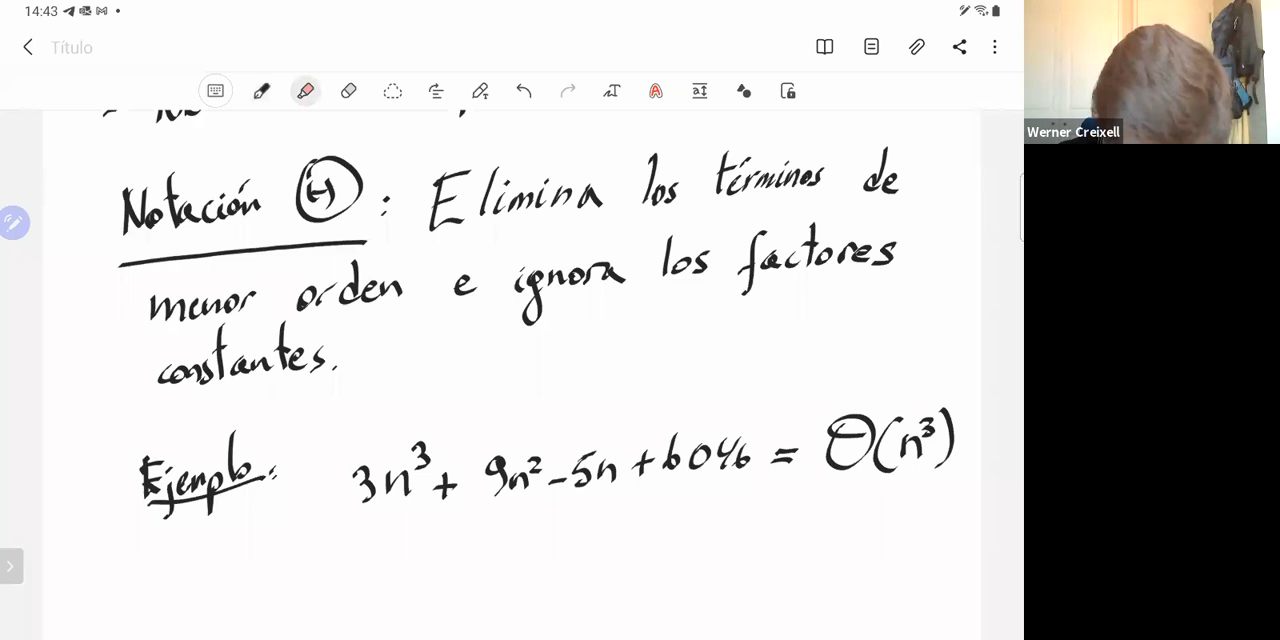 14:43
Título
Werner Creixell
Notación Θ : Elimina los términos de
menor orden e ignora los factores
constantes.
Ejemplo: 3n³ + 9n² - 5n + 6046 = Θ(n³)